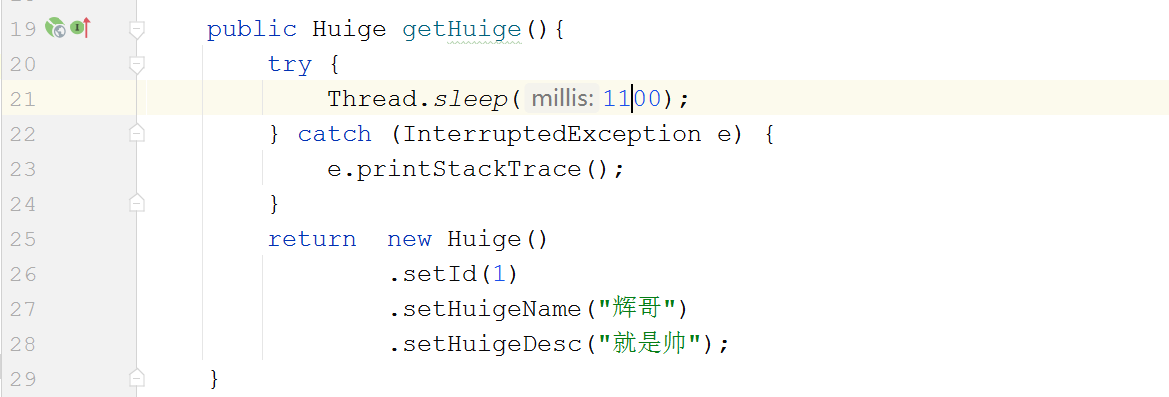 19 public Huige getHuige(){
20 try {
21 Thread.sleep( millis: 1100);
22 } catch (InterruptedException e) {
23 e.printStackTrace();
24 }
25 return  new Huige()
26 .setId(1)
27 .setHuigeName("辉哥")
28 .setHuigeDesc("就是帅");
29 }